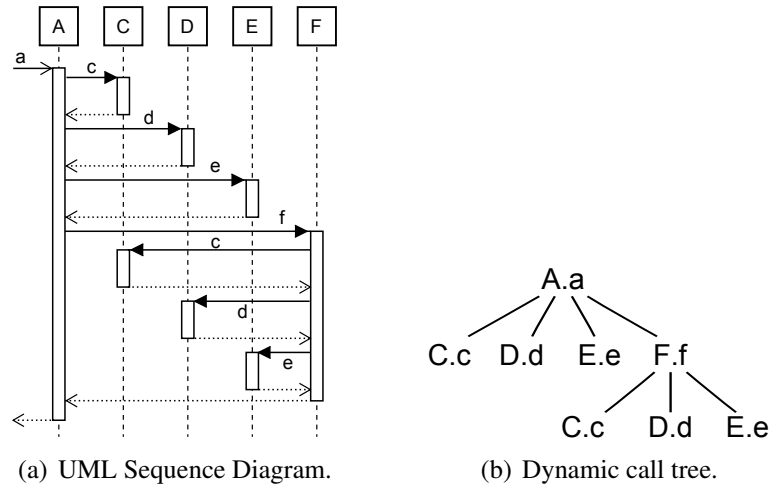 A C D E F
a
c
d
e
f
c
d
e
A.a
C.c D.d E.e F.f
C.c D.d E.e
(a) UML Sequence Diagram.
(b) Dynamic call tree.